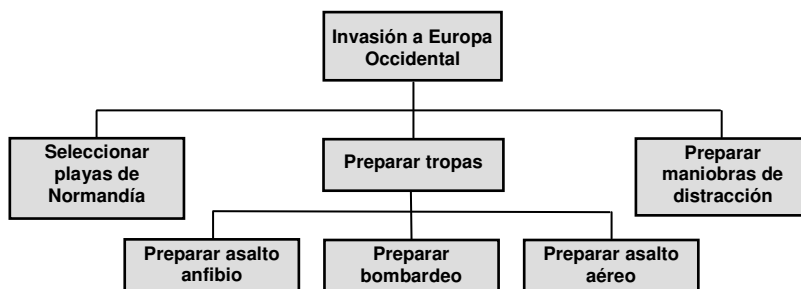 Invasión a Europa
Occidental
Seleccionar
playas de
Normandía
Preparar tropas
Preparar
maniobras de
distracción
Preparar asalto
anfibio
Preparar
bombardeo
Preparar asalto
aéreo